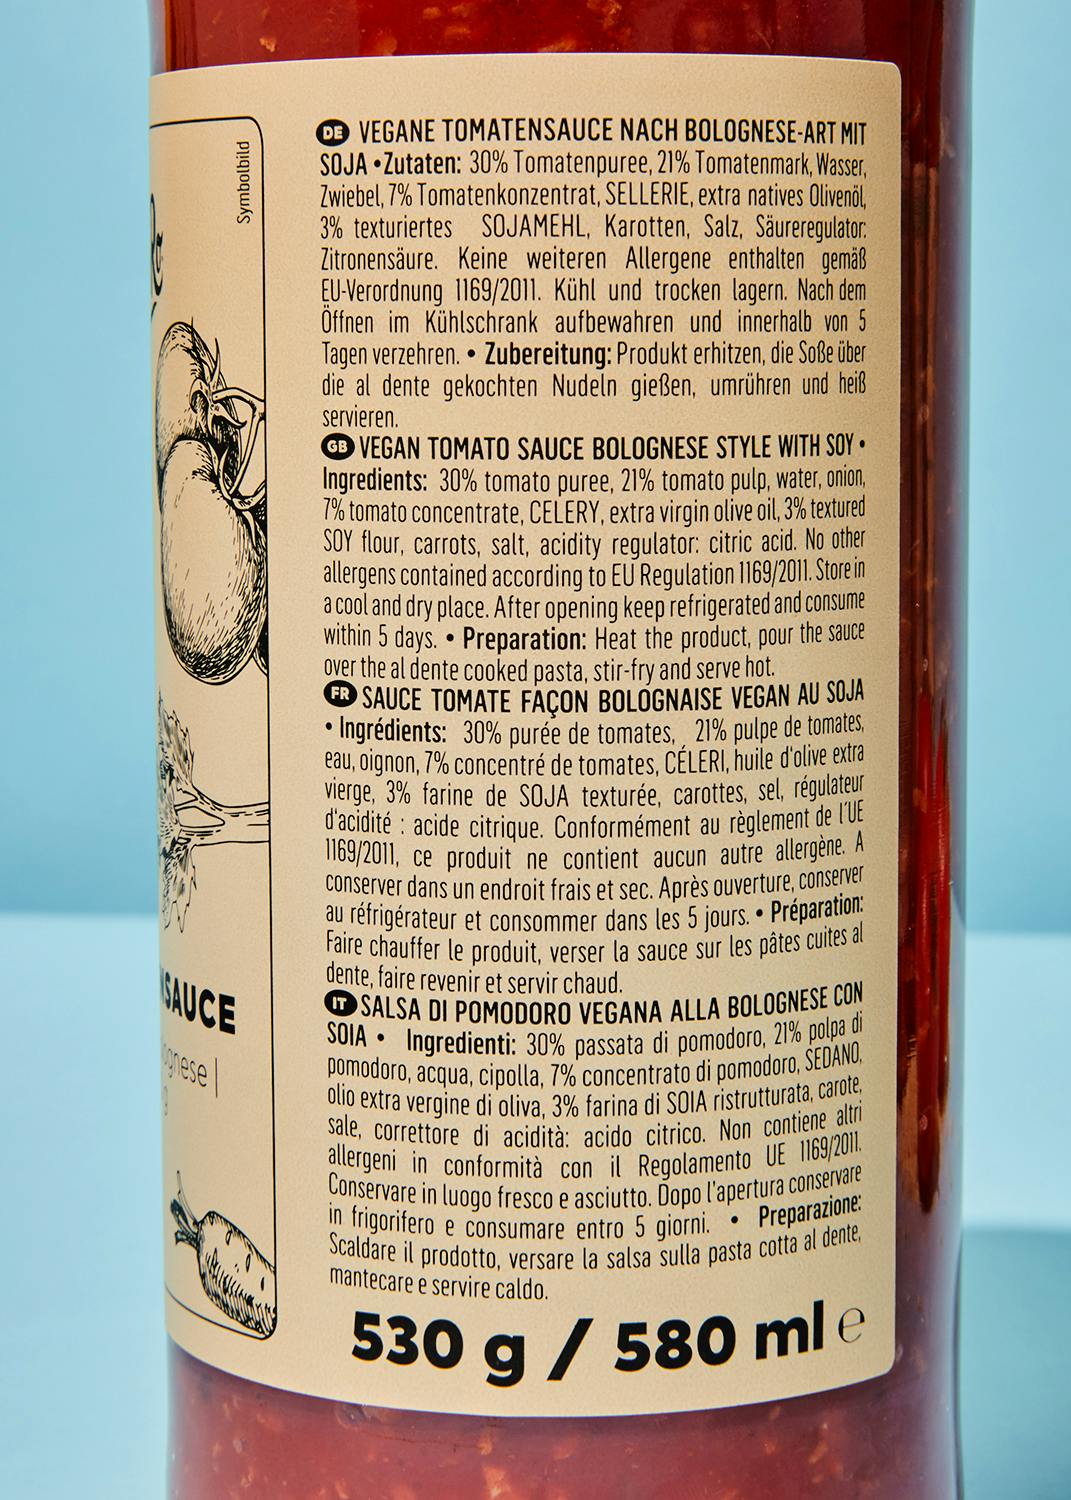 Symbolbild
SAUCE
DE VEGANE TOMATENSAUCE NACH BOLOGNESE-ART MIT
SOJA • Zutaten: 30% Tomatenpuree, 21% Tomatenmark, Wasser,
Zwiebel, 7% Tomatenkonzentrat, SELLERIE, extra natives Olivenöl,
3% texturiertes SOJAMEHL, Karotten, Salz, Säureregulator:
Zitronensäure. Keine weiteren Allergene enthalten gemäß
EU-Verordnung 1169/2011. Kühl und trocken lagern. Nach dem
Öffnen im Kühlschrank aufbewahren und innerhalb von 5
Tagen verzehren. • Zubereitung: Produkt erhitzen, die Soße über
die al dente gekochten Nudeln gießen, umrühren und heiß
servieren.
GB VEGAN TOMATO SAUCE BOLOGNESE STYLE WITH SOY •
Ingredients: 30% tomato puree, 21% tomato pulp, water, onion,
7% tomato concentrate, CELERY, extra virgin olive oil, 3% textured
SOY flour, carrots, salt, acidity regulator: citric acid. No other
allergens contained according to EU Regulation 1169/2011. Store in
a cool and dry place. After opening keep refrigerated and consume
within 5 days. • Preparation: Heat the product, pour the sauce
over the al dente cooked pasta, stir-fry and serve hot.
FR SAUCE TOMATE FAÇON BOLOGNAISE VEGAN AU SOJA
• Ingrédients: 30% purée de tomates, 21% pulpe de tomates,
eau, oignon, 7% concentré de tomates, CÉLERI, huile d'olive extra
vierge, 3% farine de SOJA texturée, carottes, sel, régulateur
d'acidité : acide citrique. Conformément au règlement de l'UE
1169/2011, ce produit ne contient aucun autre allergène. A
conserver dans un endroit frais et sec. Après ouverture, conserver
au réfrigérateur et consommer dans les 5 jours. • Préparation:
Faire chauffer le produit, verser la sauce sur les pâtes cuites al
dente, faire revenir et servir chaud.
IT SALSA DI POMODORO VEGANA ALLA BOLOGNESE CON
SOIA • Ingredienti: 30% passata di pomodoro, 21% polpa di
pomodoro, acqua, cipolla, 7% concentrato di pomodoro, SEDANO,
olio extra vergine di oliva, 3% farina di SOIA ristrutturata, carote,
sale, correttore di acidità: acido citrico. Non contiene altri
allergeni in conformità con il Regolamento UE 1169/2011.
Conservare in luogo fresco e asciutto. Dopo l'apertura conservare
in frigorifero e consumare entro 5 giorni. • Preparazione:
Scaldare il prodotto, versare la salsa sulla pasta cotta al dente,
mantecare e servire caldo.
530 g / 580 ml e